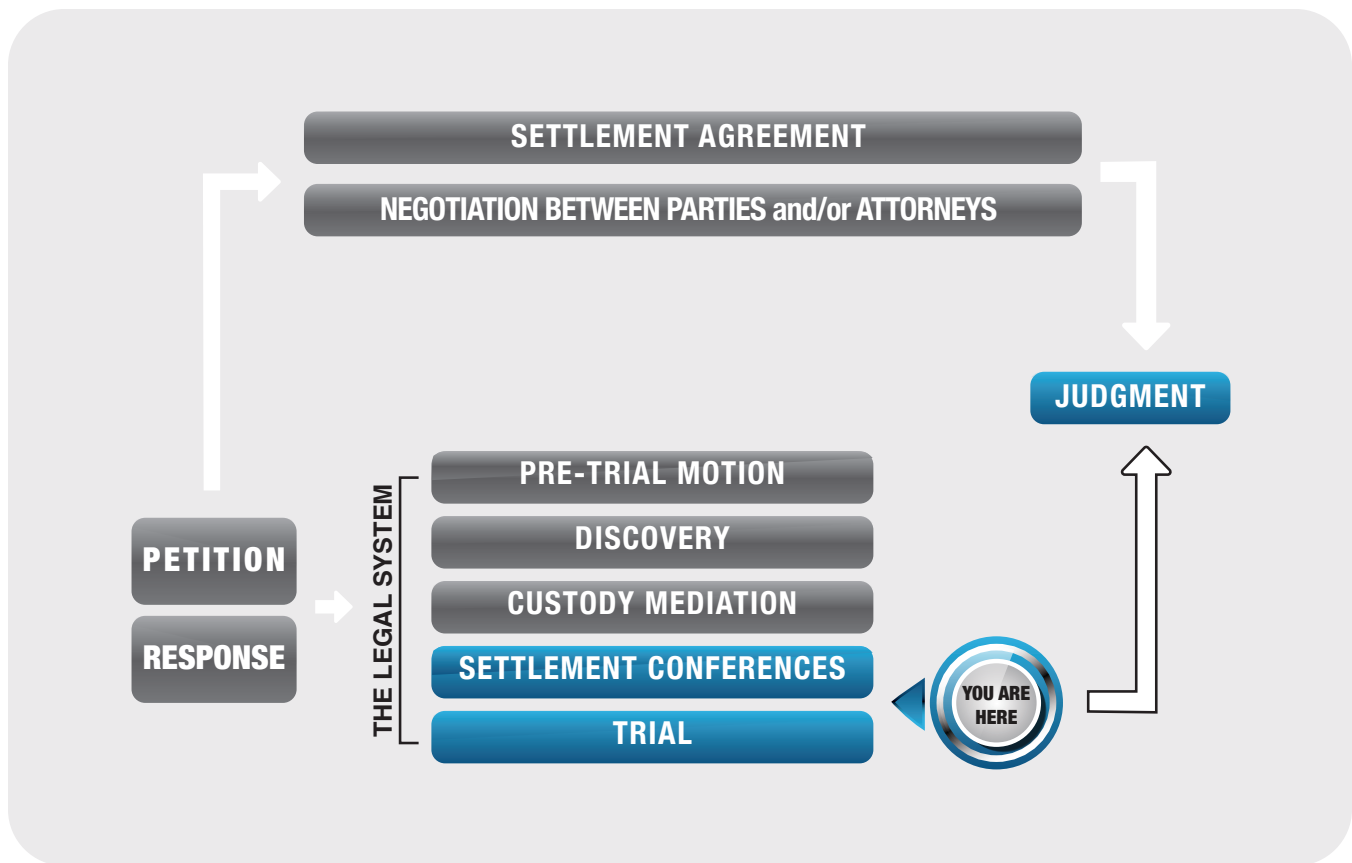 SETTLEMENT AGREEMENT
NEGOTIATION BETWEEN PARTIES and/or ATTORNEYS
JUDGMENT
PETITION
RESPONSE
THE LEGAL SYSTEM
PRE-TRIAL MOTION
DISCOVERY
CUSTODY MEDIATION
SETTLEMENT CONFERENCES
TRIAL
YOU ARE
HERE